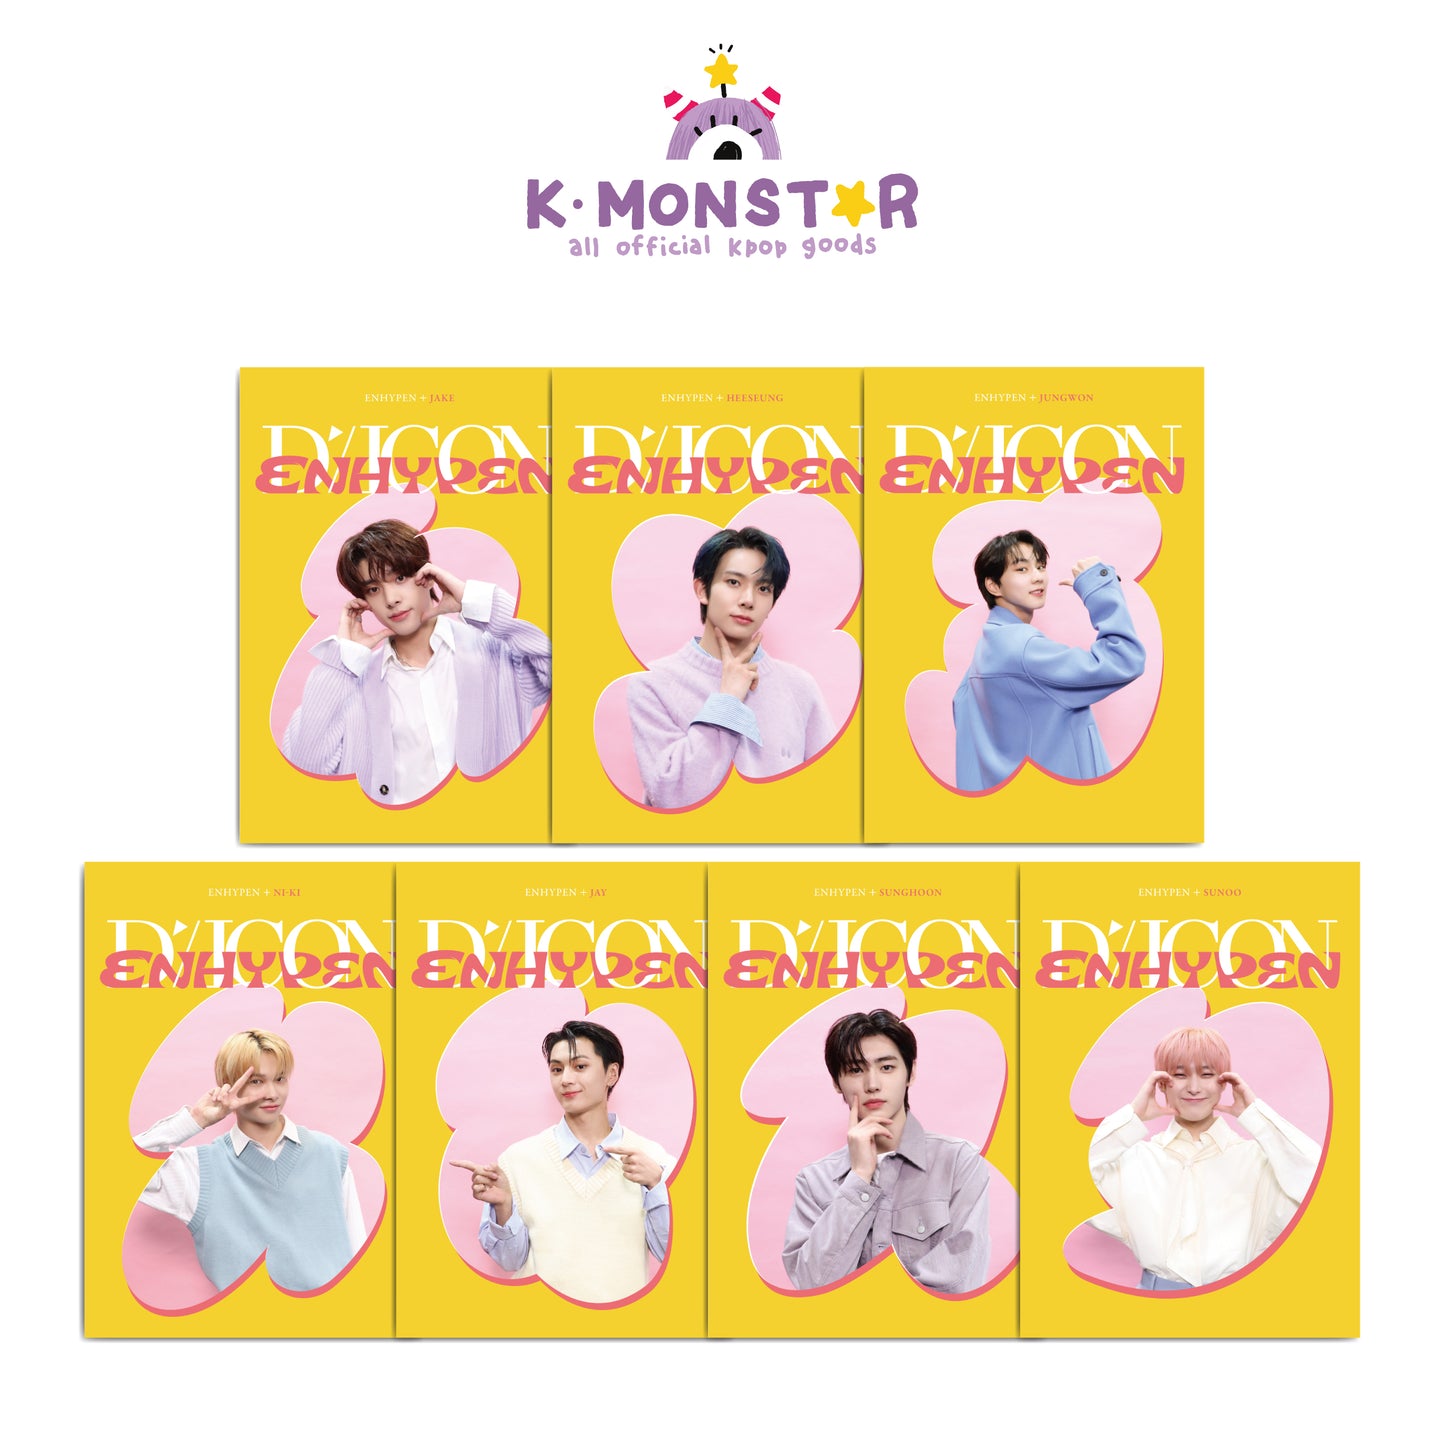 K·MONSTAR
all official kpop goods
ENHYPEN + JAKE
D'/ICON
ENHYPEN
ENHYPEN + HEESEUNG
D'/ICON
ENHYPEN
ENHYPEN + JUNGWON
D'/ICON
ENHYPEN
ENHYPEN + NI-KI
D'/ICON
ENHYPEN
ENHYPEN + JAY
D'/ICON
ENHYPEN
ENHYPEN + SUNGHOON
D'/ICON
ENHYPEN
ENHYPEN + SUNOO
D'/ICON
ENHYPEN